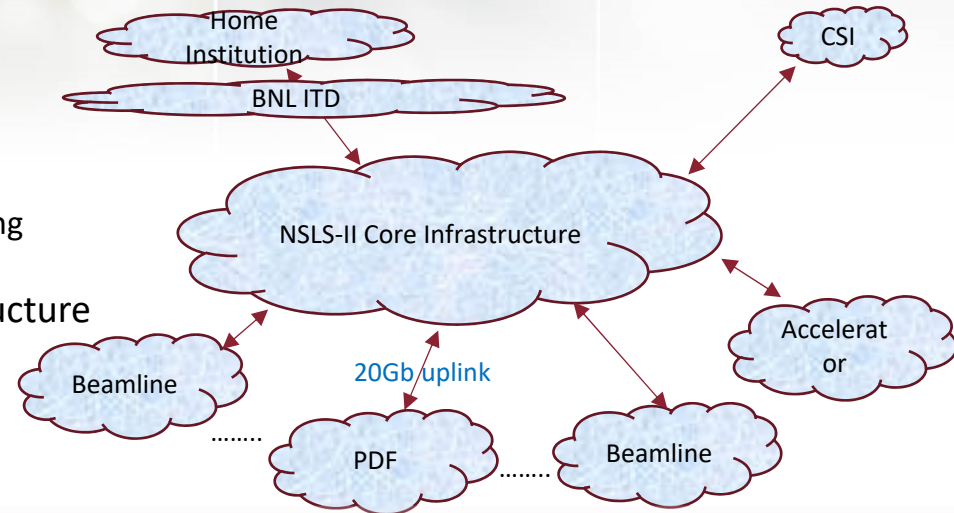 Home
Institution
CSI
BNL ITD
ng
NSLS-II Core Infrastructure
ucture
Accelerat
or
Beamline
20Gb uplink
........
PDF
........
Beamline